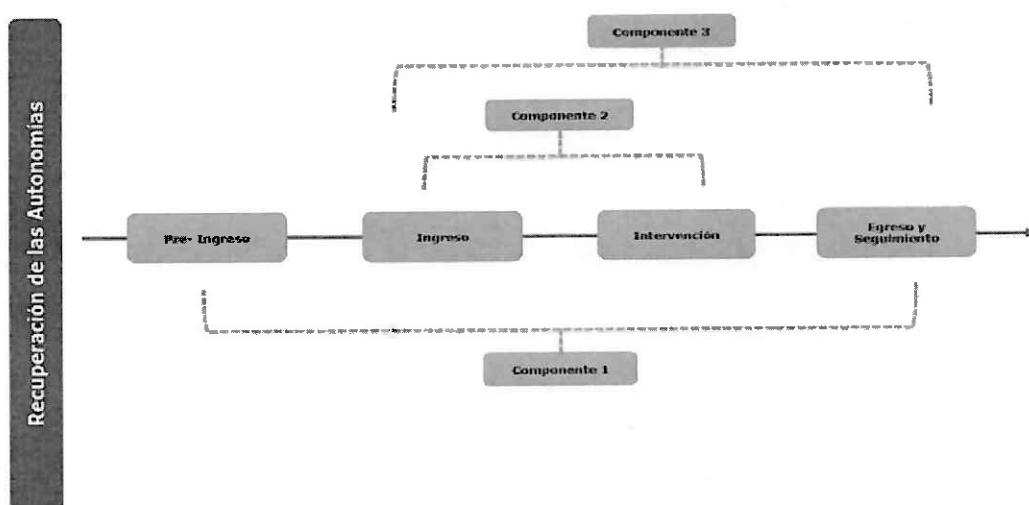 Recuperación de las Autonomías
Componente 3
Componente 2
Pre- Ingreso
Ingreso
Intervención
Egreso y
Seguimiento
Componente 1